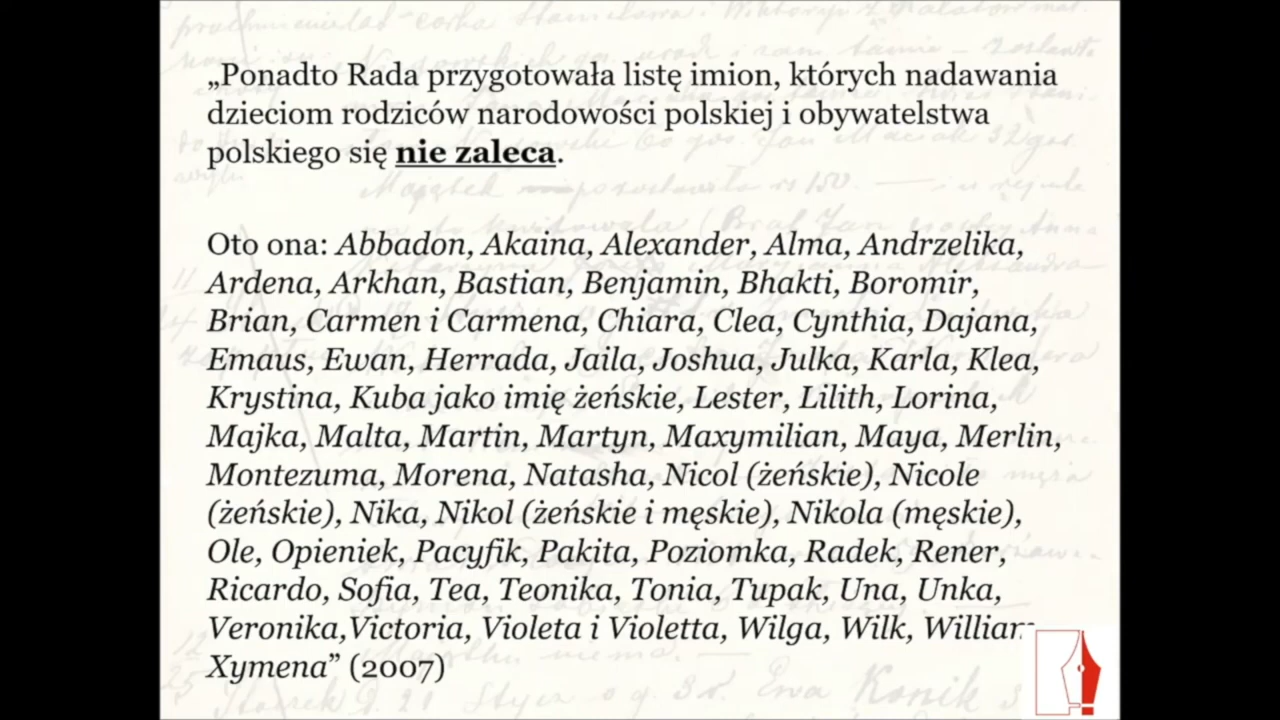 „Ponadto Rada przygotowała listę imion, których nadawania
dzieciom rodziców narodowości polskiej i obywatelstwa
polskiego się nie zaleca.
Oto ona: Abbadon, Akaina, Alexander, Alma, Andrzelika,
Ardena, Arkhan, Bastian, Benjamin, Bhakti, Boromir,
Brian, Carmen i Carmena, Chiara, Clea, Cynthia, Dajana,
Emaus, Ewan, Herrada, Jaila, Joshua, Julka, Karla, Klea,
Krystina, Kuba jako imię żeńskie, Lester, Lilith, Lorina,
Majka, Malta, Martin, Martyn, Maxymilian, Maya, Merlin,
Montezuma, Morena, Natasha, Nicol (żeńskie), Nicole
(żeńskie), Nika, Nikol (żeńskie i męskie), Nikola (męskie),
Ole, Opieniek, Pacyfik, Pakita, Poziomka, Radek, Rener,
Ricardo, Sofia, Tea, Teonika, Tonia, Tupak, Una, Unka,
Veronika,Victoria, Violeta i Violetta, Wilga, Wilk,
Xymena” (2007)